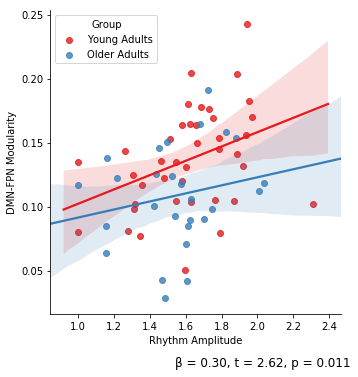 0.25
0.20
0.15
0.10
0.05
DMN-FPN Modularity
Group
Young Adults
Older Adults
1.0 1.2 1.4 1.6 1.8 2.0 2.2 2.4
Rhythm Amplitude
β = 0.30, t = 2.62, p = 0.011